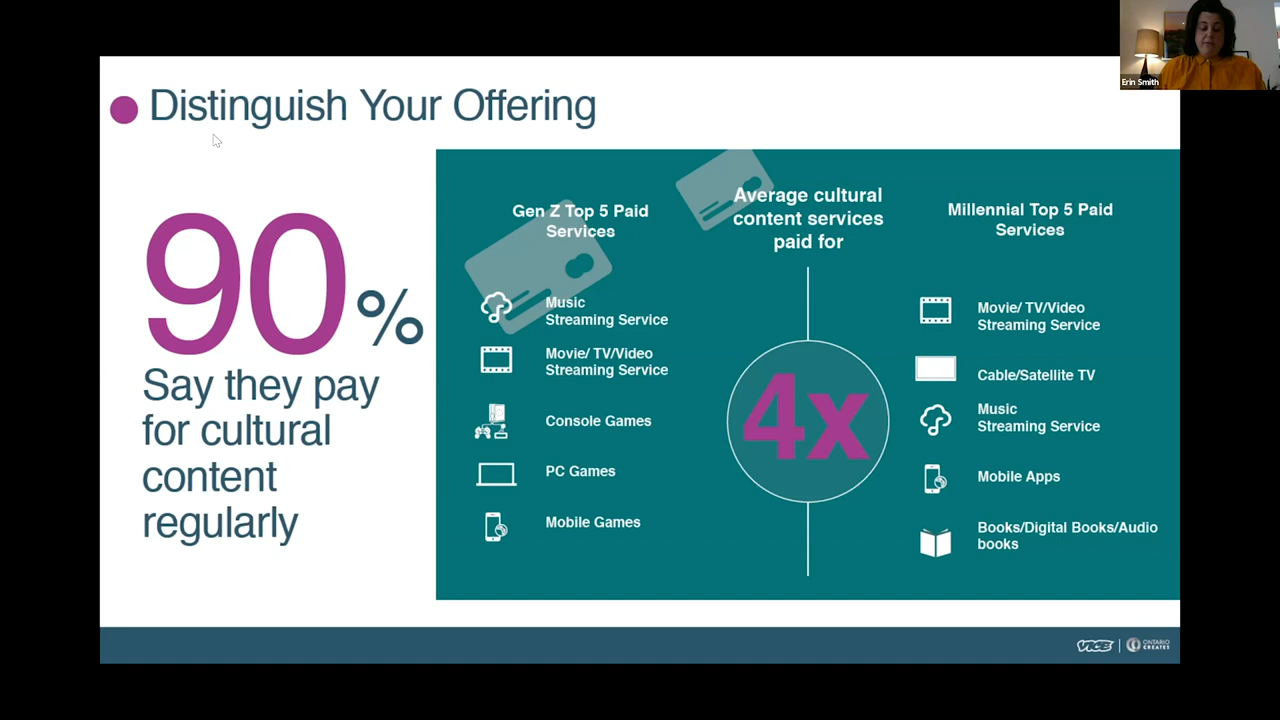 Erin Smith
Distinguish Your Offering
90%
Say they pay
for cultural
content
regularly
Gen Z Top 5 Paid
Services
Music
Streaming Service
Movie/ TV/Video
Streaming Service
Console Games
PC Games
Mobile Games
Average cultural
content services
paid for
4x
Millennial Top 5 Paid
Services
Movie/ TV/Video
Streaming Service
Cable/Satellite TV
Music
Streaming Service
Mobile Apps
Books/Digital Books/Audio
books
VICE
ONTARIO
CREATES